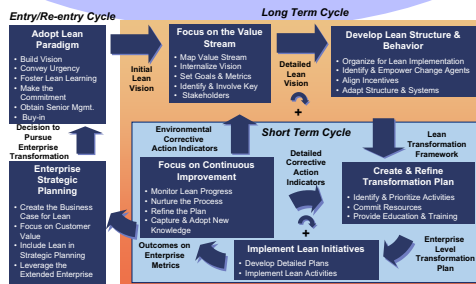 Entry/Re-entry Cycle
Long Term Cycle
Adopt Lean
Paradigm
• Build Vision
• Convey Urgency
• Foster Lean Learning
• Make the
Commitment
• Obtain Senior Mgmt.
• Buy-in
Initial
Lean
Vision
Focus on the Value
Stream
• Map Value Stream
• Internalize Vision
• Set Goals & Metrics
• Identify & Involve Key
• Stakeholders
Detailed
Lean
Vision
+
Develop Lean Structure &
Behavior
• Organize for Lean Implementation
• Identify & Empower Change Agents
• Align Incentives
• Adapt Structure & Systems
Decision to
Pursue
Enterprise
Transformation
Environmental
Corrective
Action Indicators
Short Term Cycle
Lean
Transformation
Framework
Enterprise
Strategic
Planning
• Create the Business
Case for Lean
• Focus on Customer
Value
• Include Lean in
Strategic Planning
• Leverage the
Extended Enterprise
Focus on Continuous
Improvement
• Monitor Lean Progress
• Nurture the Process
• Refine the Plan
• Capture & Adopt New
Knowledge
Detailed
Corrective
Action
Indicators
+
Create & Refine
Transformation Plan
• Identify & Prioritize Activities
• Commit Resources
• Provide Education & Training
Outcomes on
Enterprise
Metrics
Implement Lean Initiatives
• Develop Detailed Plans
• Implement Lean Activities
Enterprise
Level
Transformation
Plan